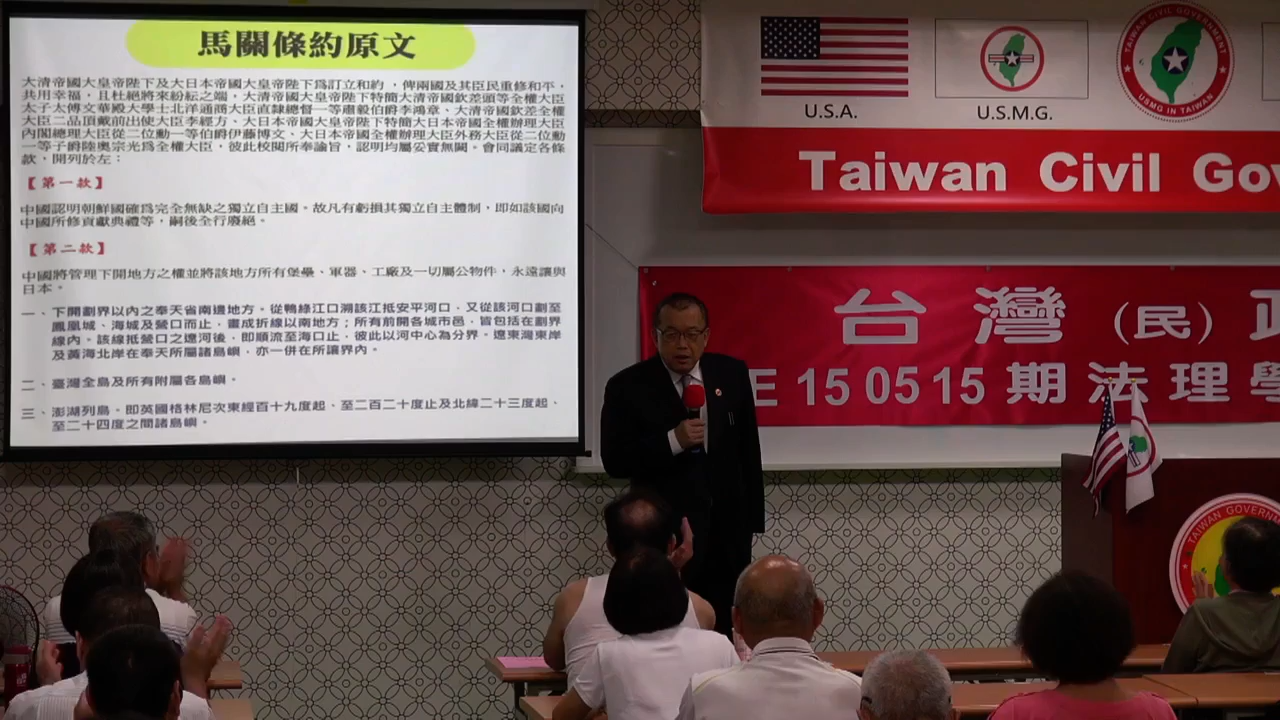 馬關條約原文
大清帝國大皇帝陛下及大日本帝國大皇帝陛下為訂立和約，俾兩國及其臣民重修和平，
共用幸福，且杜絕將來紛紜之端，大清帝國大皇帝陛下特簡大清帝國欽差頭等全權大臣
太子太傅文華殿大學士北洋通商大臣直隸總督一等肅毅伯爵李鴻章、大清帝國欽差全權
大臣二品頂戴前出使大臣李經方、大日本帝國大皇帝陛下特簡大日本帝國全權辦理大臣
內閣總理大臣從二位勳一等伯爵伊藤博文、大日本帝國全權辦理大臣外務大臣從二位勳
一等子爵陸奧宗光為全權大臣，彼此校閱所奉諭旨，認明均屬妥實無闕。會同議定各條
款，開列於左：
【第一款】
中國認明朝鮮國確為完全無缺之獨立自主國。故凡有虧損其獨立自主體制，即如該國向
中國所修貢獻典禮等，嗣後全行廢絕。
【第二款】
中國將管理下開地方之權並將該地方所有堡壘、軍器、工廠及一切屬公物件，永遠讓與
日本。
一、下開劃界以內之奉天省南邊地方。從鴨綠江口溯該江抵安平河口，又從該河口劃至
鳳凰城、海城及營口而止，畫成折線以南地方；所有前開各城市邑，皆包括在劃界
線內。該線抵營口之遼河後，即順流至海口止，彼此以河中心為分界。遼東灣東岸
及黃海北岸在奉天所屬諸島嶼，亦一併在所讓界內。
二、臺灣全島及所有附屬各島嶼。
三、澎湖列島。即英國格林尼次東經百十九度起、至二百二十度止及北緯二十三度起、
至二十四度之間諸島嶼。
U.S.A.
U.S.M.G.
TAIWAN CIVIL GOVERNMENT
USMG IN TAIWAN
Taiwan Civil Gov
台灣（民）政
E 15 05 15 期法理學
TAIWAN GOVERNM